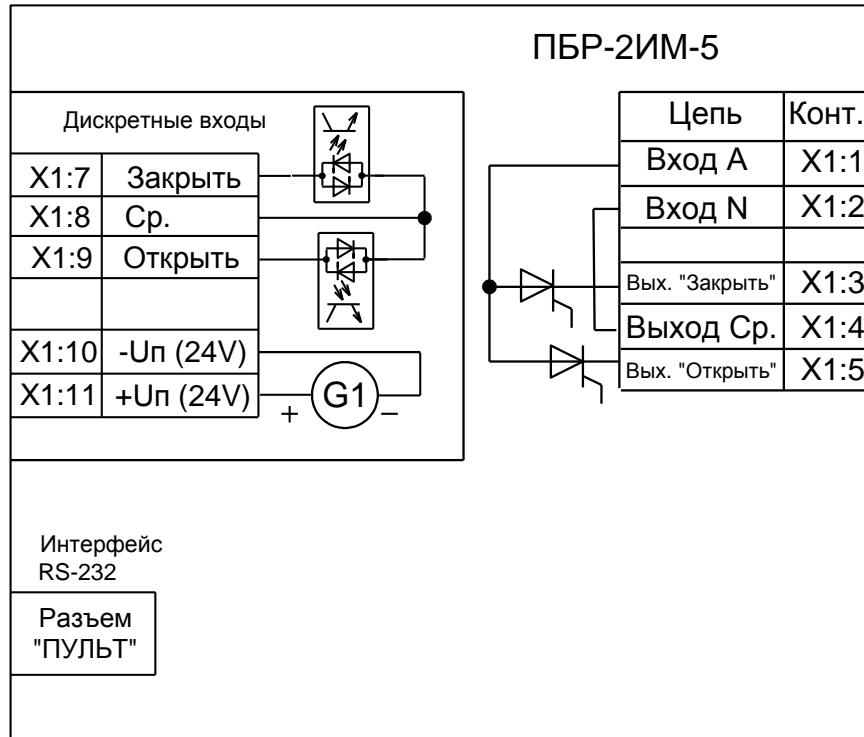 ПБР-2ИМ-5
Дискретные входы
X1:7 Закрыть
X1:8 Ср.
X1:9 Открыть
X1:10 -Uп (24V)
X1:11 +Uп (24V)
+ G1 –
Цепь Конт.
Вход A X1:1
Вход N X1:2
Вых. "Закрыть" X1:3
Выход Ср. X1:4
Вых. "Открыть" X1:5
Интерфейс
RS-232
Разъем
"ПУЛЬТ"